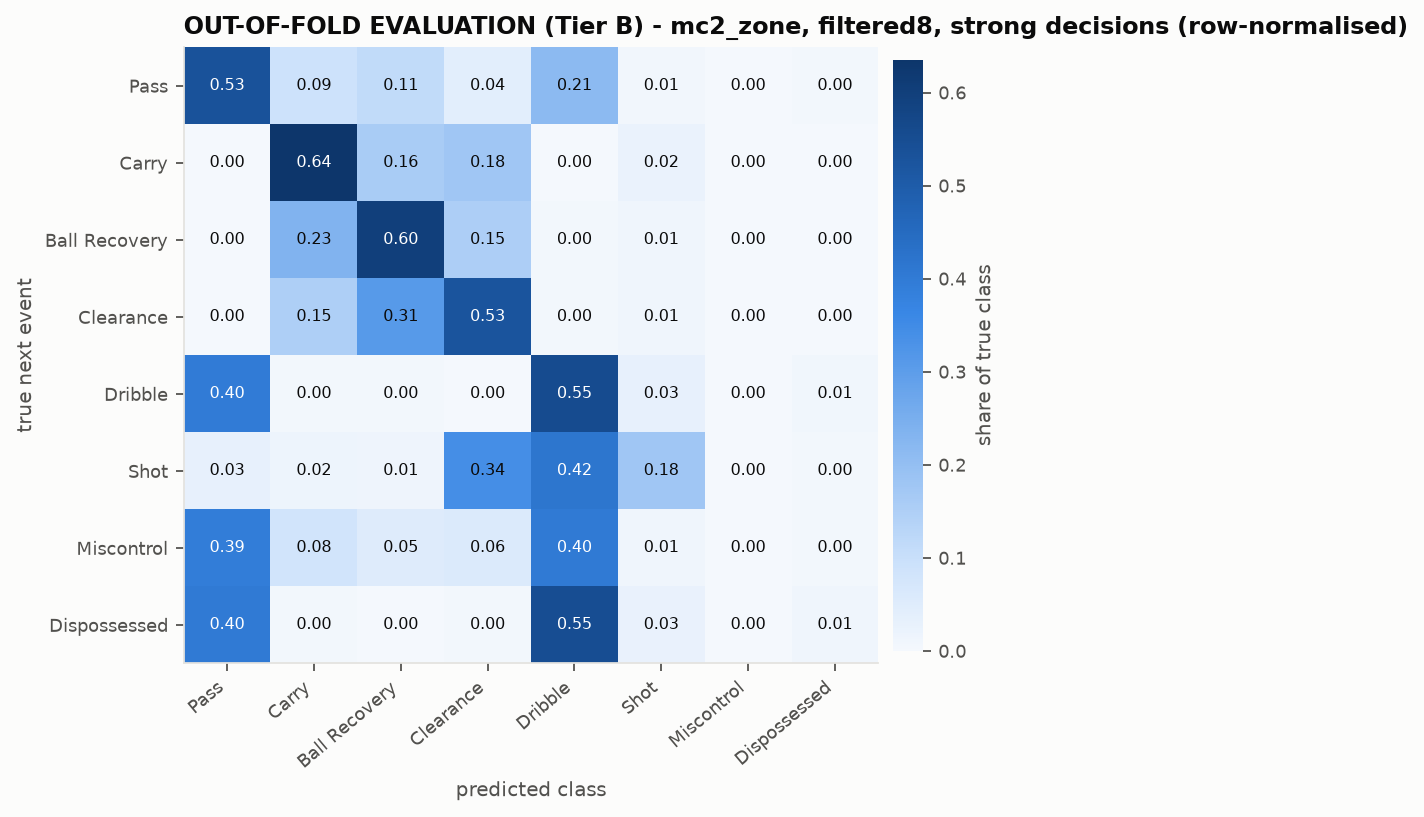 OUT-OF-FOLD EVALUATION (Tier B) - mc2_zone, filtered8, strong decisions (row-normalised)
Pass 0.53 0.09 0.11 0.04 0.21 0.01 0.00 0.00
Carry 0.00 0.64 0.16 0.18 0.00 0.02 0.00 0.00
Ball Recovery 0.00 0.23 0.60 0.15 0.00 0.01 0.00 0.00
Clearance 0.00 0.15 0.31 0.53 0.00 0.01 0.00 0.00
Dribble 0.40 0.00 0.00 0.00 0.55 0.03 0.00 0.01
Shot 0.03 0.02 0.01 0.34 0.42 0.18 0.00 0.00
Miscontrol 0.39 0.08 0.05 0.06 0.40 0.01 0.00 0.00
Dispossessed 0.40 0.00 0.00 0.00 0.55 0.03 0.00 0.01
true next event
Pass Carry Ball Recovery Clearance Dribble Shot Miscontrol Dispossessed
predicted class
0.6
0.5
0.4
0.3
0.2
0.1
0.0
share of true class